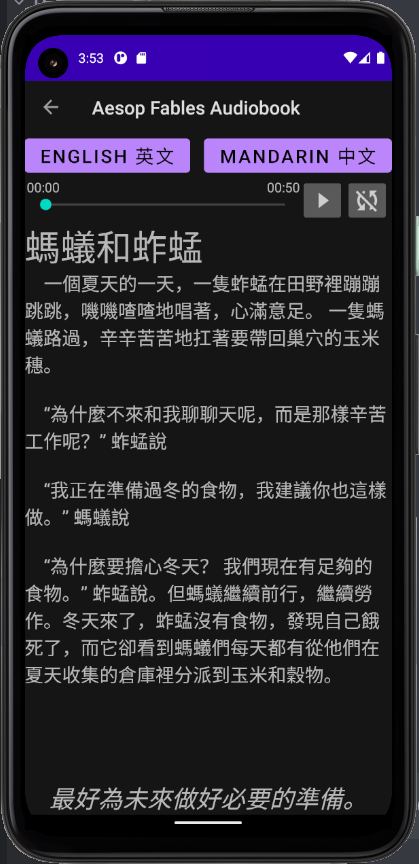 3:53
Aesop Fables Audiobook
ENGLISH 英文 MANDARIN 中文
00:00 00:50
螞蟻和蚱蜢
一個夏天的一天，一隻蚱蜢在田野裡蹦蹦
跳跳，嘰嘰喳喳地唱著，心滿意足。 一隻螞
蟻路過，辛辛苦苦地扛著要帶回巢穴的玉米
穗。
“為什麼不來和我聊聊天呢，而是那樣辛苦
工作呢？” 蚱蜢說
“我正在準備過冬的食物，我建議你也這樣
做。” 螞蟻說
“為什麼要擔心冬天？ 我們現在有足夠的
食物。” 蚱蜢說。但螞蟻繼續前行，繼續勞
作。冬天來了，蚱蜢沒有食物，發現自己餓
死了，而它卻看到螞蟻們每天都有從他們在
夏天收集的倉庫裡分派到玉米和穀物。
最好為未來做好必要的準備。